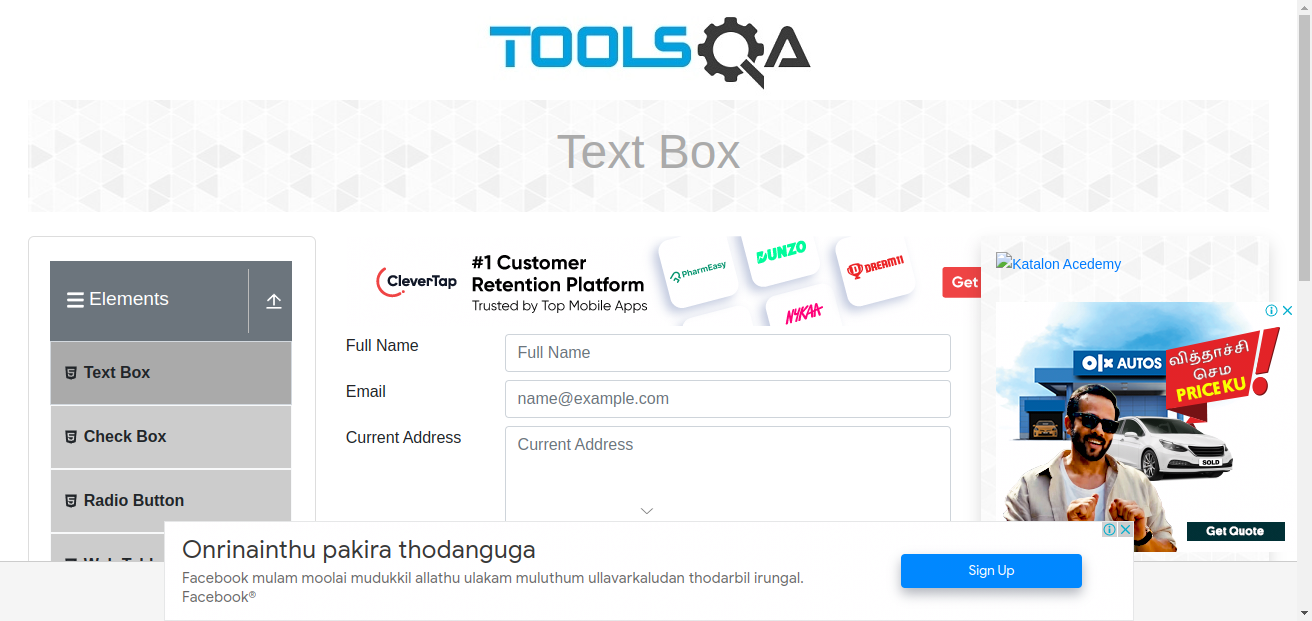 TOOLSQA
Text Box
Elements
Text Box
Check Box
Radio Button
CleverTap
#1 Customer
Retention Platform
Trusted by Top Mobile Apps
PharmEasy
DUNZO
DREAM11
NYKAA
Get
Full Name
Full Name
Email
name@example.com
Current Address
Current Address
Katalon Acedemy
olx AUTOS
வித்தாச்சி
செம
PRICE KU
SOLD
Get Quote
Onrinainthu pakira thodanguga
Facebook mulam moolai mudukkil allathu ulakam muluthum ullavarkaludan thodarbil irungal.
Facebook®
Sign Up